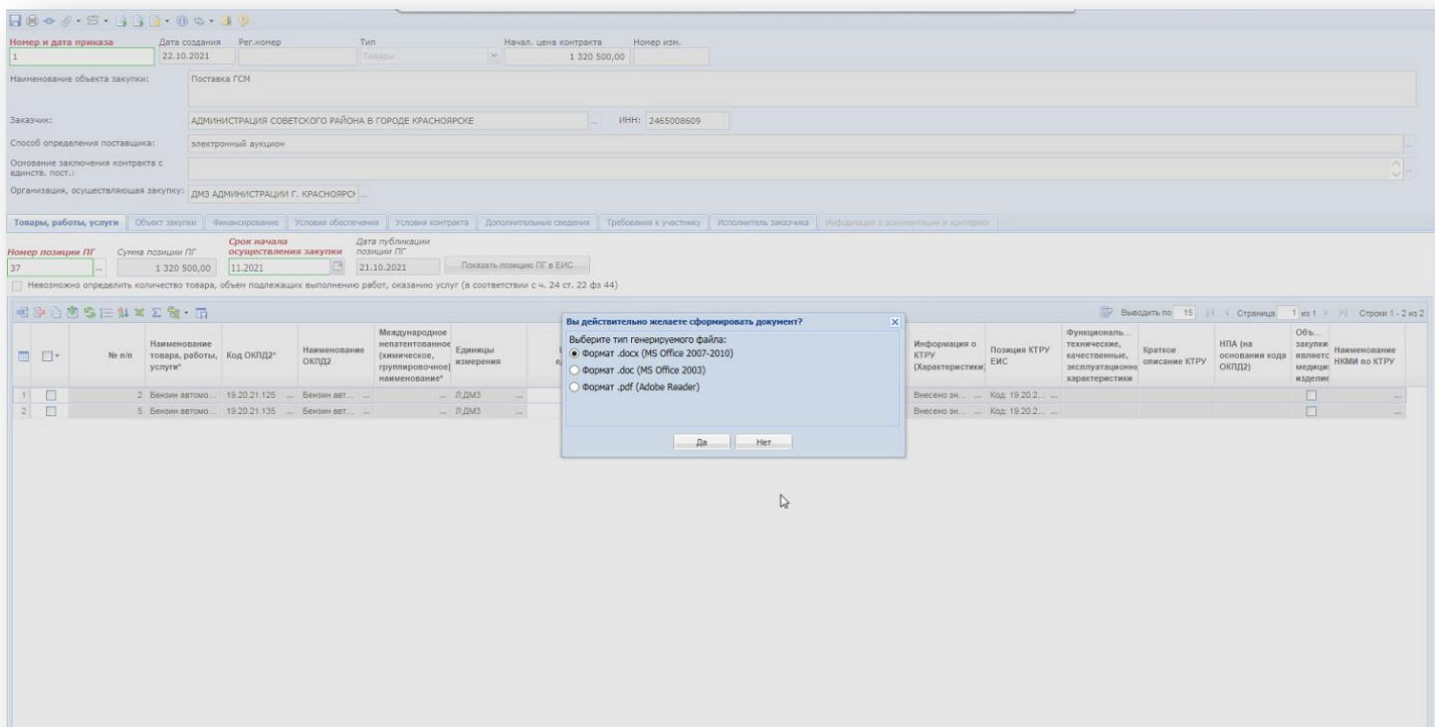 Номер и дата приказа Дата создания Рег.номер Тип Начал. цена контракта Номер изм.
1 22.10.2021 Товары 1 320 500,00
Наименование объекта закупки: Поставка ГСМ
Заказчик: АДМИНИСТРАЦИЯ СОВЕТСКОГО РАЙОНА В ГОРОДЕ КРАСНОЯРСКЕ ... ИНН: 2465008609
Способ определения поставщика: электронный аукцион ...
Основание заключения контракта с
единств. пост.: ...
Организация, осуществляющая закупку: ДМЗ АДМИНИСТРАЦИИ Г. КРАСНОЯРС ...
Товары, работы, услуги Объект закупки Финансирование Условия обеспечения Условия контракта Дополнительные сведения Требования к участнику Исполнитель заказчика Информация о документации и критериях
Срок начала Дата публикации
Номер позиции ПГ Сумма позиции ПГ осуществления закупки позиции ПГ
37 ... 1 320 500,00 11.2021 21.10.2021 Показать позицию ПГ в ЕИС
Невозможно определить количество товара, объем подлежащих выполнению работ, оказанию услуг (в соответствии с ч. 24 ст. 22 фз 44)
Выводить по 15 Страница 1 из 1 Строки 1 - 2 из 2
№ п/п
Наименование
товара, работы,
услуги*
Код ОКПД2*
Наименование
ОКПД2
Международное
непатентованное
(химическое,
группировочное)
наименование*
Единицы
измерения
Информация о
КТРУ
(Характеристики)
Позиция КТРУ
ЕИС
Функциональ...
технические,
качественные,
эксплуатационны
характеристики
Краткое
описание КТРУ
НПА (на
основании кода
ОКПД2)
Объ...
закупки
являетс
медици
изделие
Наименование
НКМИ по КТРУ
1 2 Бензин автомо... 19.20.21.125 ... Бензин авт... ... ... Л;ДМ3 ... Внесено зн... ... Код: 19.20.2... ... ...
2 5 Бензин автомо... 19.20.21.135 ... Бензин авт... ... ... Л;ДМ3 ... Внесено зн... ... Код: 19.20.2... ... ...
Вы действительно желаете сформировать документ?
Выберите тип генерируемого файла:
Формат .docx (MS Office 2007-2010)
Формат .doc (MS Office 2003)
Формат .pdf (Adobe Reader)
Да Нет